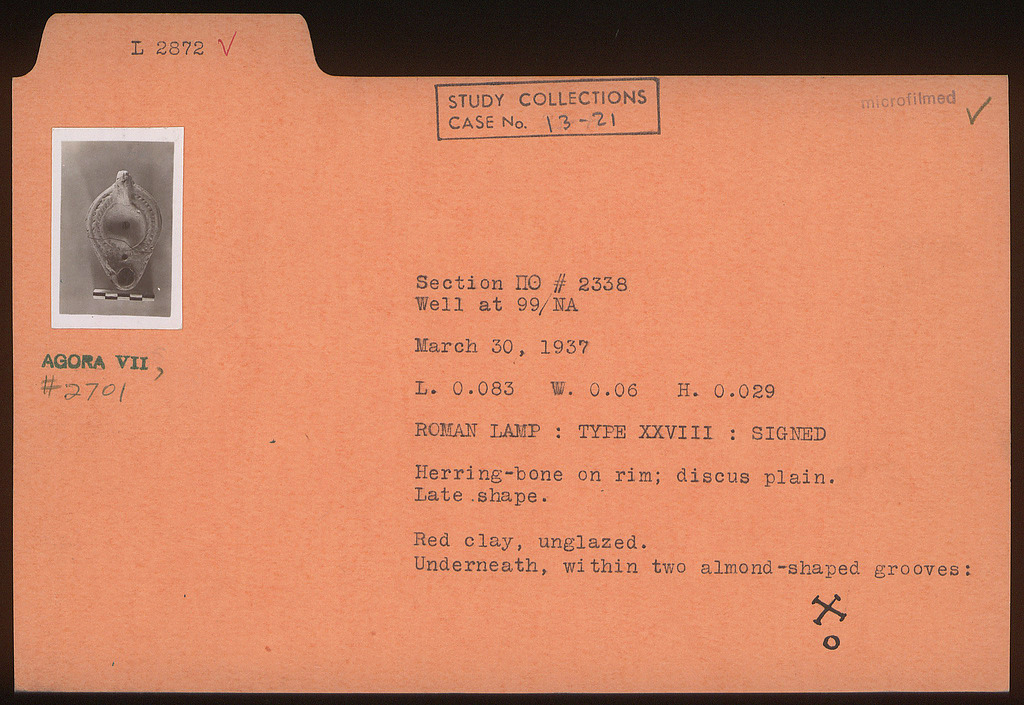 L 2872 ✓
STUDY COLLECTIONS
CASE No. 13-21
microfilmed ✓
AGORA VII,
#2701
Section ΠΘ # 2338
Well at 99/NA
March 30, 1937
L. 0.083 W. 0.06 H. 0.029
ROMAN LAMP : TYPE XXVIII : SIGNED
Herring-bone on rim; discus plain.
Late shape.
Red clay, unglazed.
Underneath, within two almond-shaped grooves:
X
o